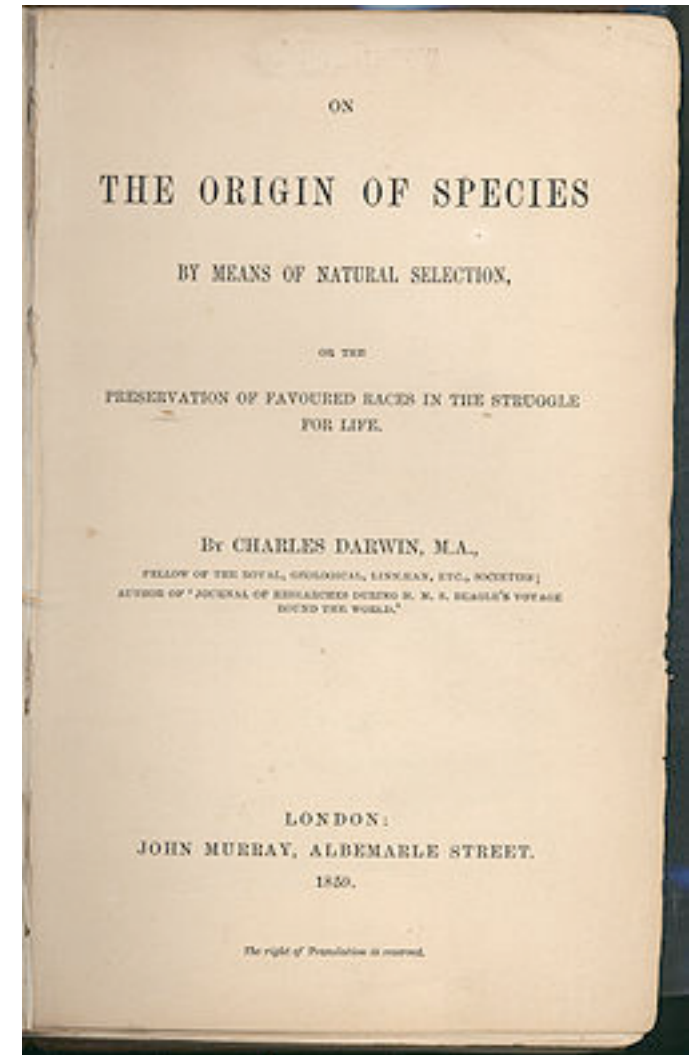 ON
THE ORIGIN OF SPECIES
BY MEANS OF NATURAL SELECTION,
OR THE
PRESERVATION OF FAVOURED RACES IN THE STRUGGLE
FOR LIFE.
BY CHARLES DARWIN, M.A.,
FELLOW OF THE ROYAL, GEOLOGICAL, LINNÆAN, ETC., SOCIETIES;
AUTHOR OF 'JOURNAL OF RESEARCHES DURING H. M. S. BEAGLE'S VOYAGE
ROUND THE WORLD.'
LONDON:
JOHN MURRAY, ALBEMARLE STREET.
1859.
The right of Translation is reserved.